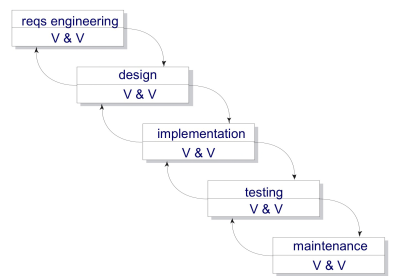 reqs engineering
V & V
design
V & V
implementation
V & V
testing
V & V
maintenance
V & V